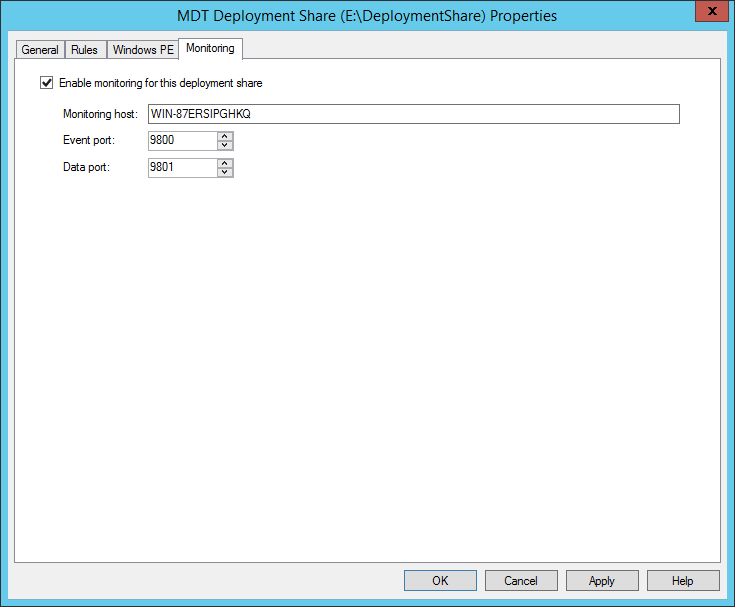 MDT Deployment Share (E:\DeploymentShare) Properties
x
General Rules Windows PE Monitoring
Enable monitoring for this deployment share
Monitoring host: WIN-87ERSIPGHKQ
Event port: 9800
Data port: 9801
OK Cancel Apply Help